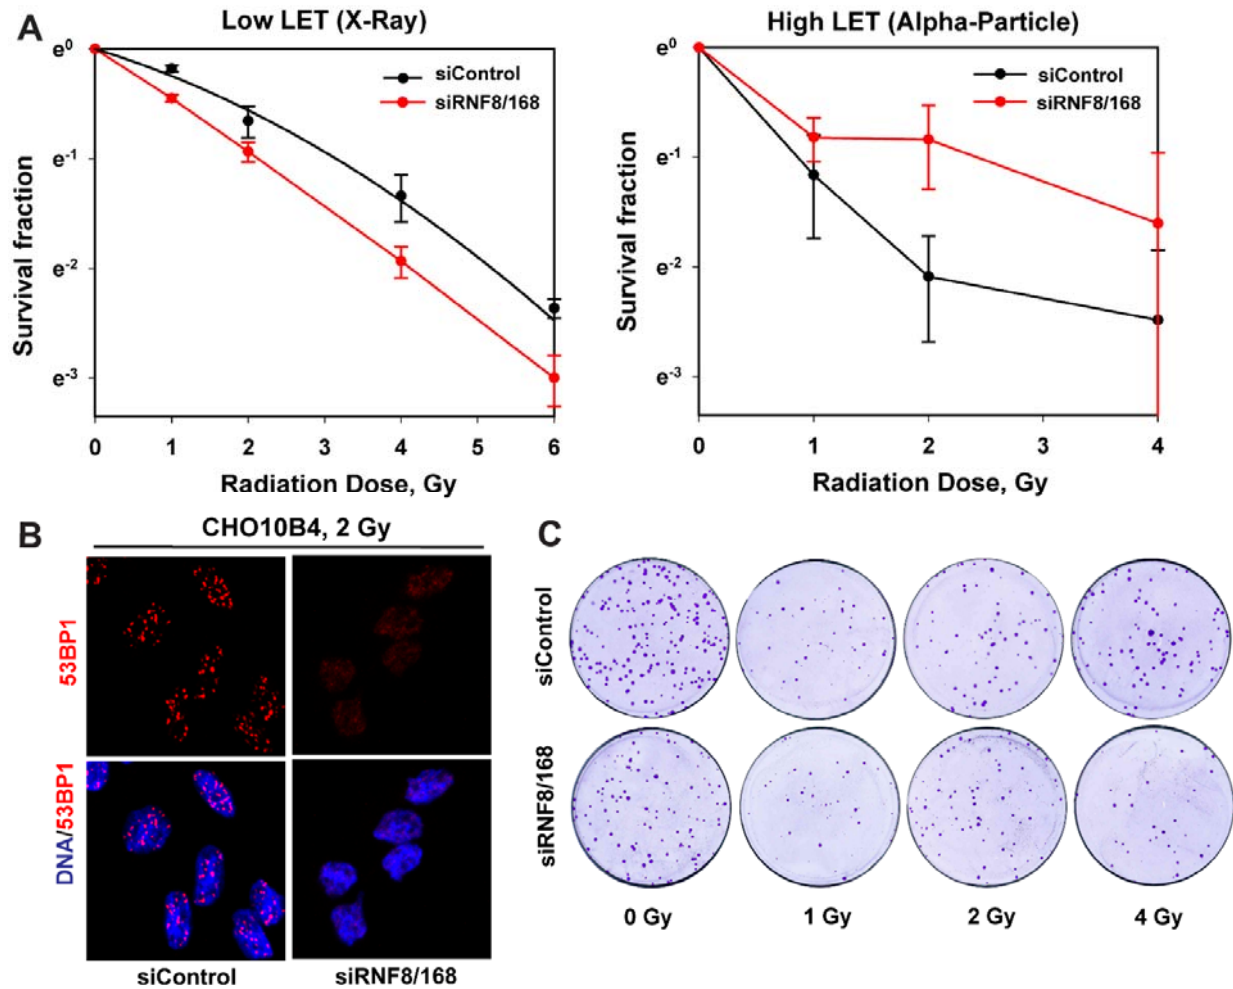 A
Low LET (X-Ray)
e0
e-1
e-2
e-3
Survival fraction
siControl
siRNF8/168
0 1 2 3 4 5 6
Radiation Dose, Gy
High LET (Alpha-Particle)
e0
e-1
e-2
e-3
Survival fraction
siControl
siRNF8/168
0 1 2 3 4
Radiation Dose, Gy
B
CHO10B4, 2 Gy
53BP1
DNA/53BP1
siControl
siRNF8/168
C
siControl
siRNF8/168
0 Gy
1 Gy
2 Gy
4 Gy